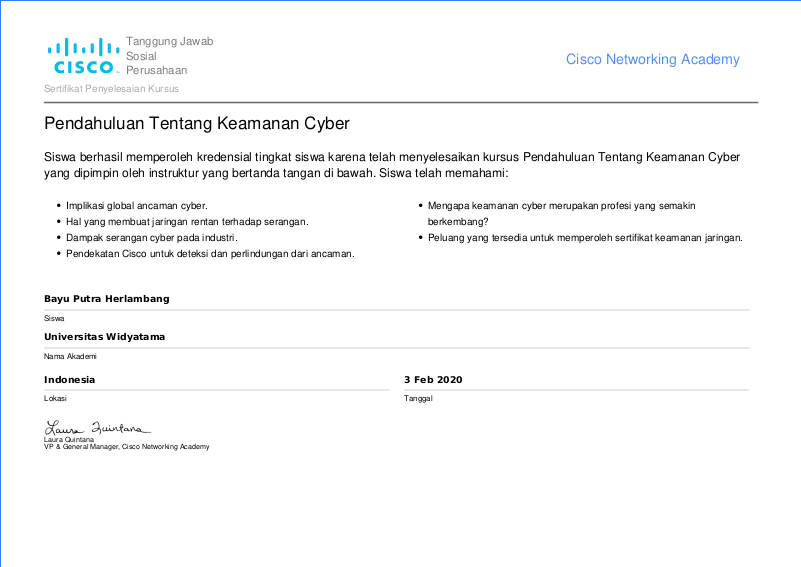 CISCO
Tanggung Jawab
Sosial
Perusahaan
Cisco Networking Academy
Sertifikat Penyelesaian Kursus
Pendahuluan Tentang Keamanan Cyber
Siswa berhasil memperoleh kredensial tingkat siswa karena telah menyelesaikan kursus Pendahuluan Tentang Keamanan Cyber
yang dipimpin oleh instruktur yang bertanda tangan di bawah. Siswa telah memahami:
• Implikasi global ancaman cyber.
• Hal yang membuat jaringan rentan terhadap serangan.
• Dampak serangan cyber pada industri.
• Pendekatan Cisco untuk deteksi dan perlindungan dari ancaman.
• Mengapa keamanan cyber merupakan profesi yang semakin
berkembang?
• Peluang yang tersedia untuk memperoleh sertifikat keamanan jaringan.
Bayu Putra Herlambang
Siswa
Universitas Widyatama
Nama Akademi
Indonesia
Lokasi
3 Feb 2020
Tanggal
Laura Quintana
Laura Quintana
VP & General Manager, Cisco Networking Academy